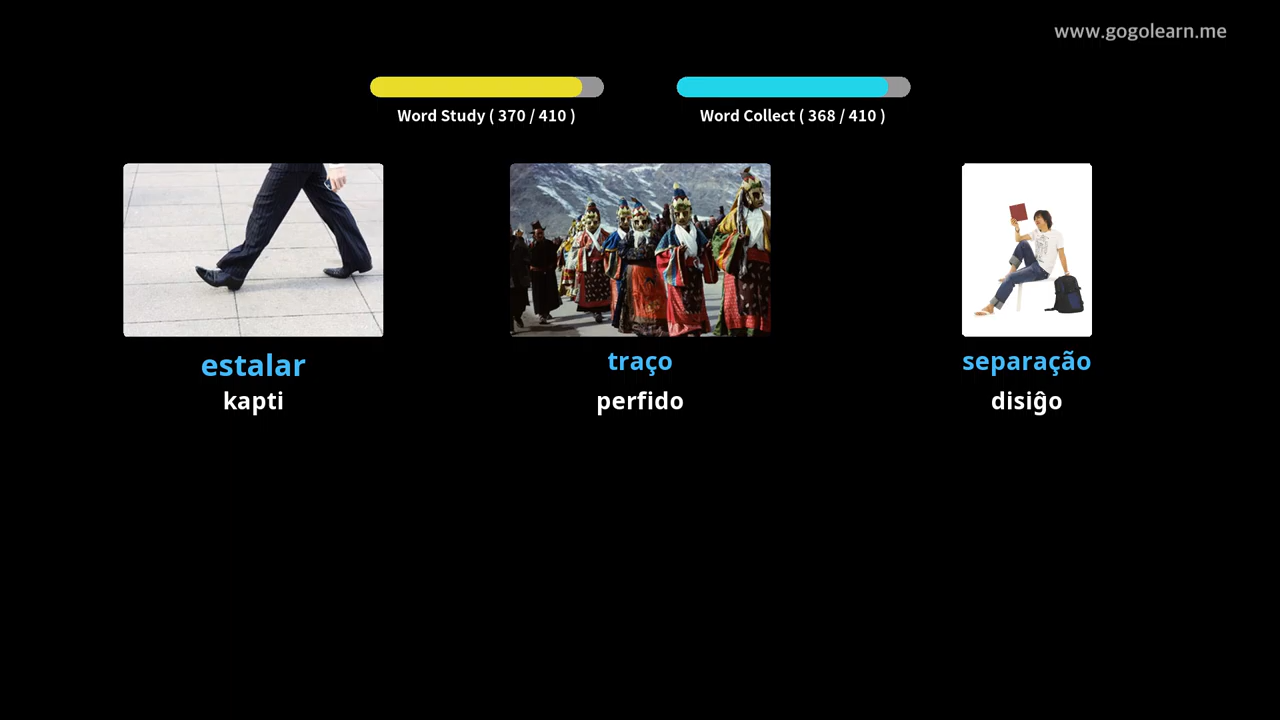 www.gogolearn.me
Word Study ( 370 / 410 )
Word Collect ( 368 / 410 )
estalar
kapti
traço
perfido
separação
disiĝo